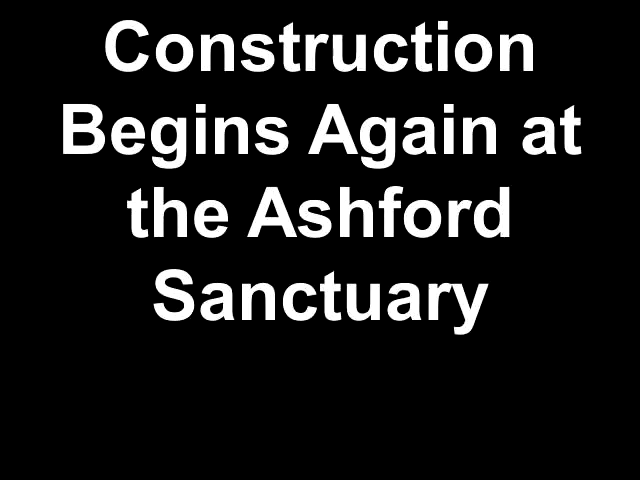 Construction
Begins Again at
the Ashford
Sanctuary